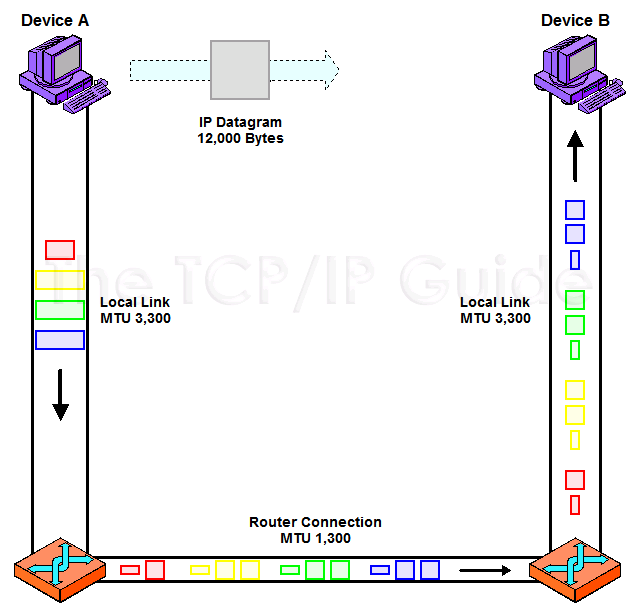 Device A
Device B
IP Datagram
12,000 Bytes
The TCP/IP Guide
Local Link
MTU 3,300
Local Link
MTU 3,300
Router Connection
MTU 1,300